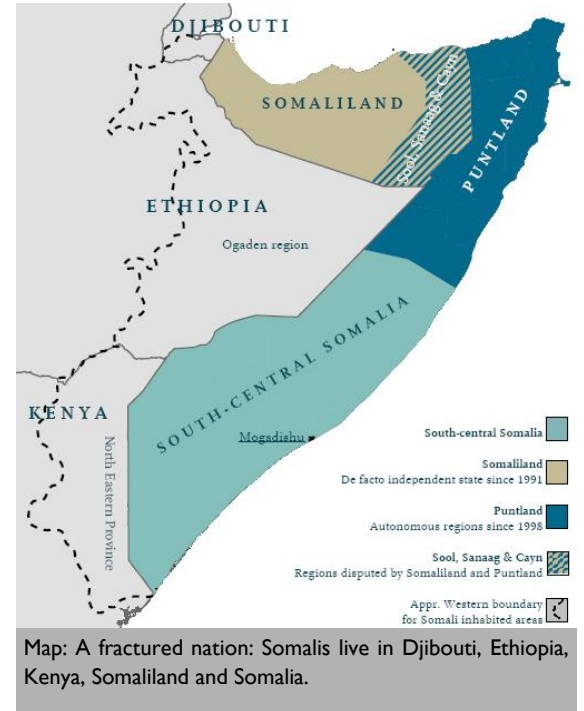 DJIBOUTI
SOMALILAND
Sool, Sanaag & Cayn
PUNTLAND
ETHIOPIA
Ogaden region
SOUTH-CENTRAL SOMALIA
KENYA
Mogadishu
North Eastern Province
South-central Somalia
Somaliland
De facto independent state since 1991
Puntland
Autonomous regions since 1998
Sool, Sanaag & Cayn
Regions disputed by Somaliland and Puntland
Appr. Western boundary
for Somali inhabited areas
Map: A fractured nation: Somalis live in Djibouti, Ethiopia,
Kenya, Somaliland and Somalia.